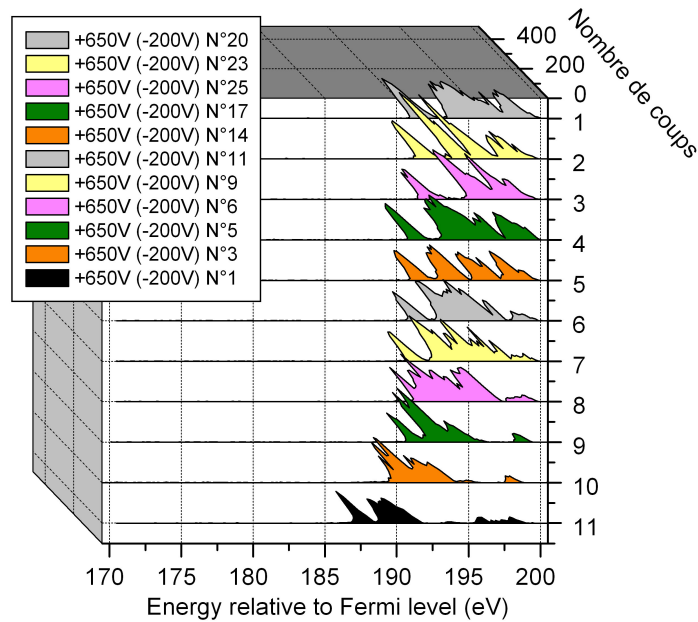 +650V (-200V) N°20
+650V (-200V) N°23
+650V (-200V) N°25
+650V (-200V) N°17
+650V (-200V) N°14
+650V (-200V) N°11
+650V (-200V) N°9
+650V (-200V) N°6
+650V (-200V) N°5
+650V (-200V) N°3
+650V (-200V) N°1
Nombre de coups
400
200
0
1
2
3
4
5
6
7
8
9
10
11
170 175 180 185 190 195 200
Energy relative to Fermi level (eV)